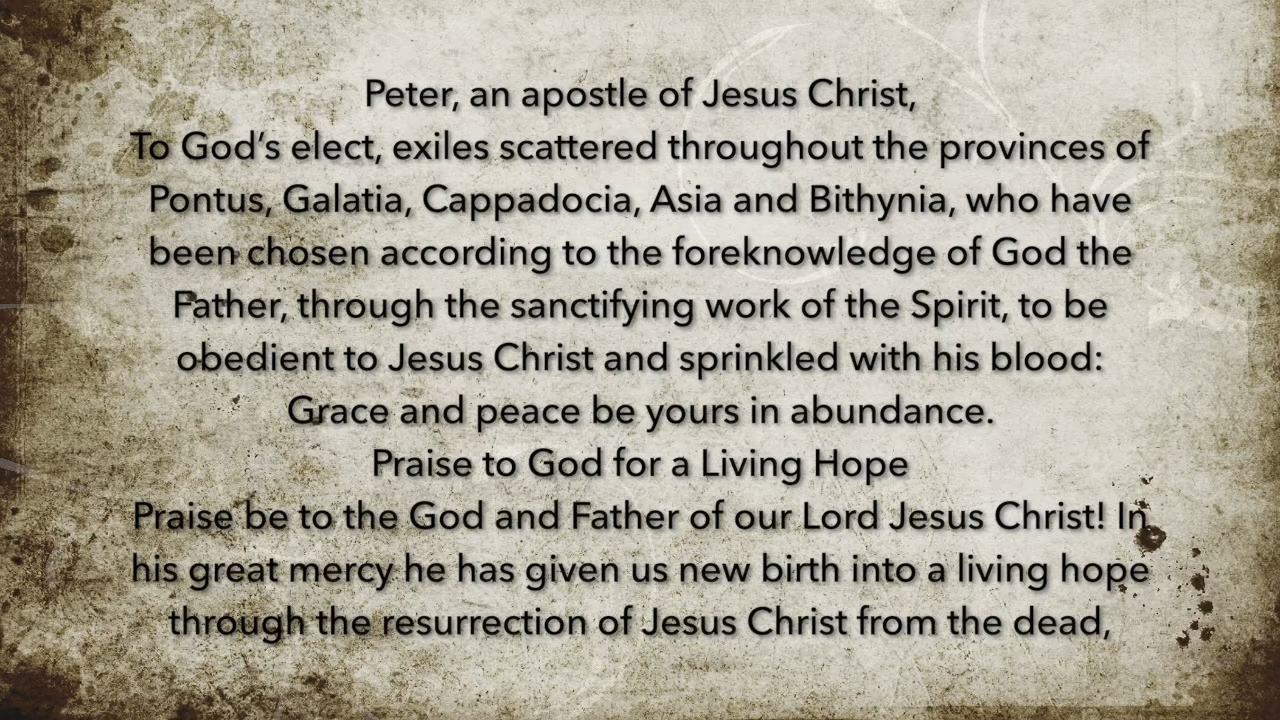 Peter, an apostle of Jesus Christ,
To God’s elect, exiles scattered throughout the provinces of
Pontus, Galatia, Cappadocia, Asia and Bithynia, who have
been chosen according to the foreknowledge of God the
Father, through the sanctifying work of the Spirit, to be
obedient to Jesus Christ and sprinkled with his blood:
Grace and peace be yours in abundance.
Praise to God for a Living Hope
Praise be to the God and Father of our Lord Jesus Christ! In
his great mercy he has given us new birth into a living hope
through the resurrection of Jesus Christ from the dead,